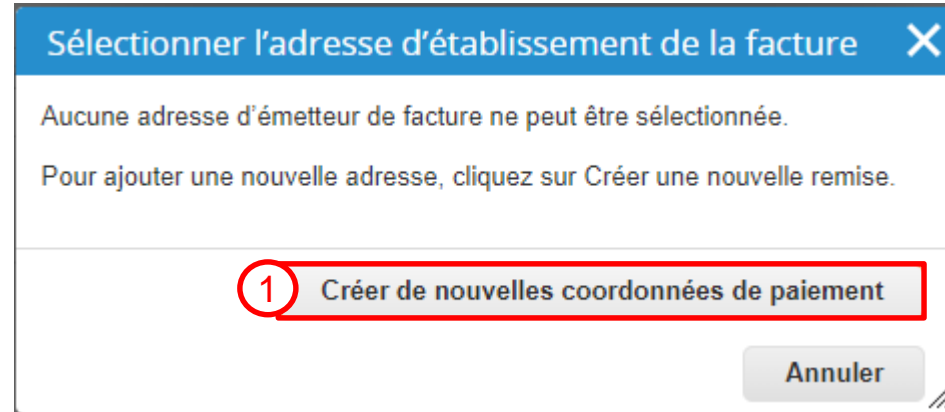 Sélectionner l’adresse d’établissement de la facture
Aucune adresse d’émetteur de facture ne peut être sélectionnée.
Pour ajouter une nouvelle adresse, cliquez sur Créer une nouvelle remise.
1 Créer de nouvelles coordonnées de paiement
Annuler